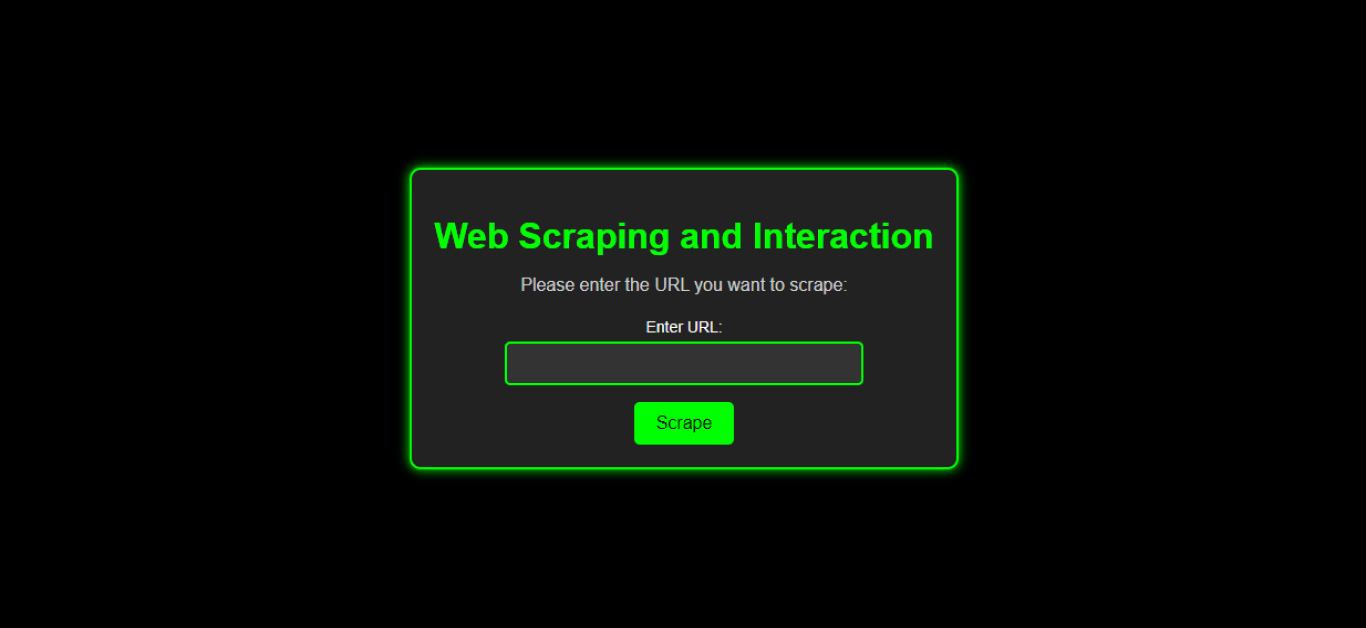 Web Scraping and Interaction
Please enter the URL you want to scrape:
Enter URL:
Scrape